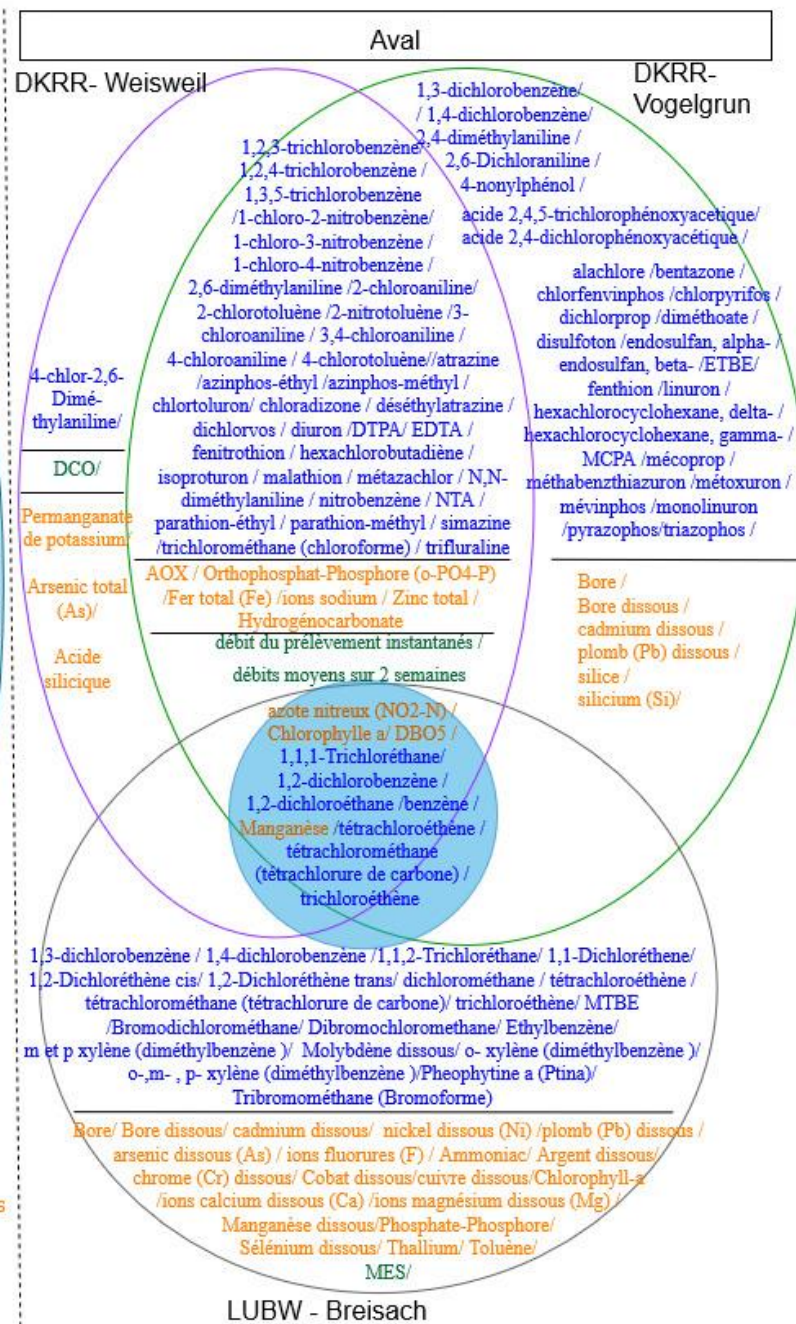 Aval
DKRR- Weisweil
DKRR-
Vogelgrun
1,3-dichlorobenzène/
/ 1,4-dichlorobenzène/
2,4-diméthylaniline /
2,6-Dichloraniline /
4-nonylphénol /
acide 2,4,5-trichlorophénoxyacetique/
acide 2,4-dichlorophénoxyacétique /
alachlore /bentazone /
chlorfenvinphos /chlorpyrifos /
dichlorprop /diméthoate /
disulfoton /endosulfan, alpha- /
endosulfan, beta- /ETBE/
fenthion /linuron /
hexachlorocyclohexane, delta- /
hexachlorocyclohexane, gamma- /
MCPA /mécoprop /
méthabenzthiazuron /métoxuron /
mévinphos /monolinuron
/pyrazophos/triazophos /
Bore /
Bore dissous /
cadmium dissous /
plomb (Pb) dissous /
silice /
silicium (Si)/
1,2,3-trichlorobenzène/
1,2,4-trichlorobenzène /
1,3,5-trichlorobenzène
/1-chloro-2-nitrobenzène/
1-chloro-3-nitrobenzène /
1-chloro-4-nitrobenzène /
2,6-diméthylaniline /2-chloroaniline/
2-chlorotoluène /2-nitrotoluène /3-
chloroaniline / 3,4-chloroaniline /
4-chloroaniline / 4-chlorotoluène//atrazine
/azinphos-éthyl /azinphos-méthyl /
chlortoluron/ chloradizone / déséthylatrazine /
dichlorvos / diuron /DTPA/ EDTA /
fenitrothion / hexachlorobutadiène /
isoproturon / malathion / métazachlor / N,N-
diméthylaniline / nitrobenzène / NTA /
parathion-éthyl / parathion-méthyl / simazine
/trichlorométhane (chloroforme) / trifluraline
AOX / Orthophosphat-Phosphore (o-PO4-P)
/Fer total (Fe) /ions sodium / Zinc total /
Hydrogénocarbonate
débit du prélèvement instantanés /
débits moyens sur 2 semaines
4-chlor-2,6-
Dimé-
thylaniline/
DCO/
Permanganate
de potassium/
Arsenic total
(As)/
Acide
silicique
azote nitreux (NO2-N) /
Chlorophylle a/ DBO5 /
1,1,1-Trichloréthane/
1,2-dichlorobenzène /
1,2-dichloroéthane /benzène /
Manganèse /tétrachloroéthène /
tétrachlorométhane
(tétrachlorure de carbone) /
trichloroéthène
1,3-dichlorobenzène / 1,4-dichlorobenzène /1,1,2-Trichloréthane/ 1,1-Dichloréthene/
1,2-Dichloréthène cis/ 1,2-Dichloréthène trans/ dichlorométhane / tétrachloroéthène /
tétrachlorométhane (tétrachlorure de carbone)/ trichloroéthène/ MTBE
/Bromodichlorométhane/ Dibromochloromethane/ Ethylbenzène/
m et p xylène (diméthylbenzène )/ Molybdène dissous/ o- xylène (diméthylbenzène )/
o-,m- , p- xylène (diméthylbenzène )/Pheophytine a (Ptina)/
Tribromométhane (Bromoforme)
Bore/ Bore dissous/ cadmium dissous/ nickel dissous (Ni) /plomb (Pb) dissous /
arsenic dissous (As) / ions fluorures (F) / Ammoniac/ Argent dissous/
chrome (Cr) dissous/ Cobat dissous/cuivre dissous/Chlorophyll-a
/ions calcium dissous (Ca) /ions magnésium dissous (Mg) /
Manganèse dissous/Phosphate-Phosphore/
Sélénium dissous/ Thallium/ Toluène/
MES/
LUBW - Breisach
s